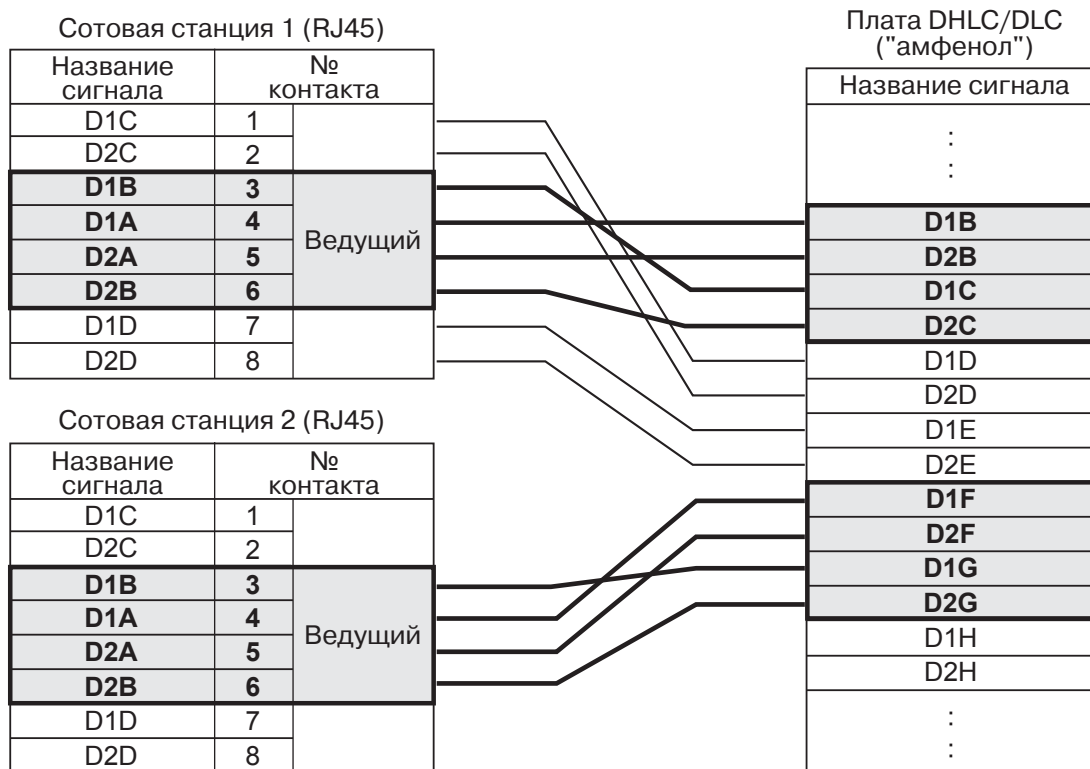 Сотовая станция 1 (RJ45)
Название сигнала № контакта
D1C 1
D2C 2
D1B 3
D1A 4
D2A 5
D2B 6
Ведущий
D1D 7
D2D 8
Сотовая станция 2 (RJ45)
Название сигнала № контакта
D1C 1
D2C 2
D1B 3
D1A 4
D2A 5
D2B 6
Ведущий
D1D 7
D2D 8
Плата DHLC/DLC
("амфенол")
Название сигнала
:
:
D1B
D2B
D1C
D2C
D1D
D2D
D1E
D2E
D1F
D2F
D1G
D2G
D1H
D2H
:
: